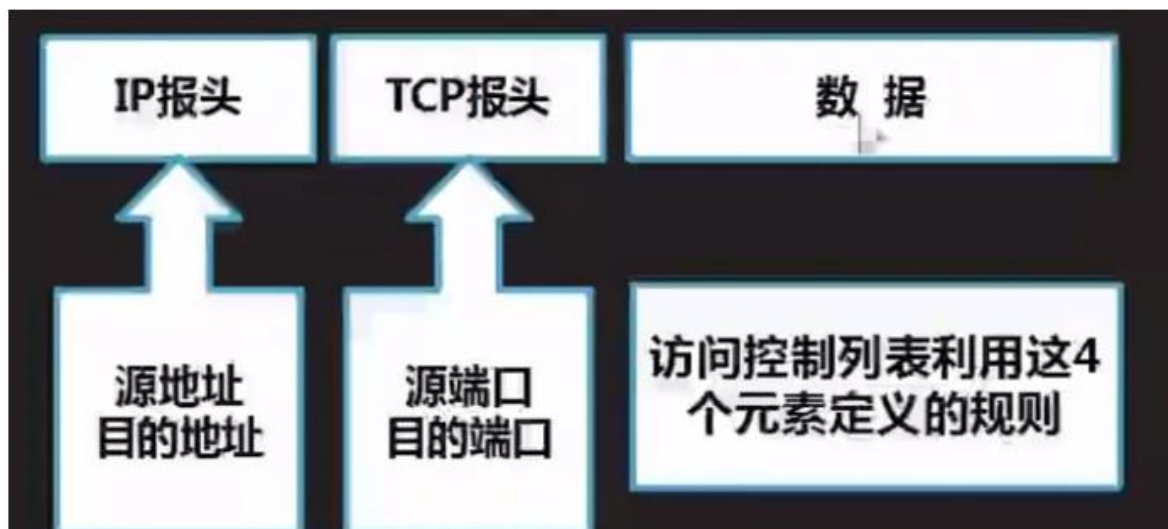 IP报头
TCP报头
数 据
源地址
目的地址
源端口
目的端口
访问控制列表利用这4
个元素定义的规则